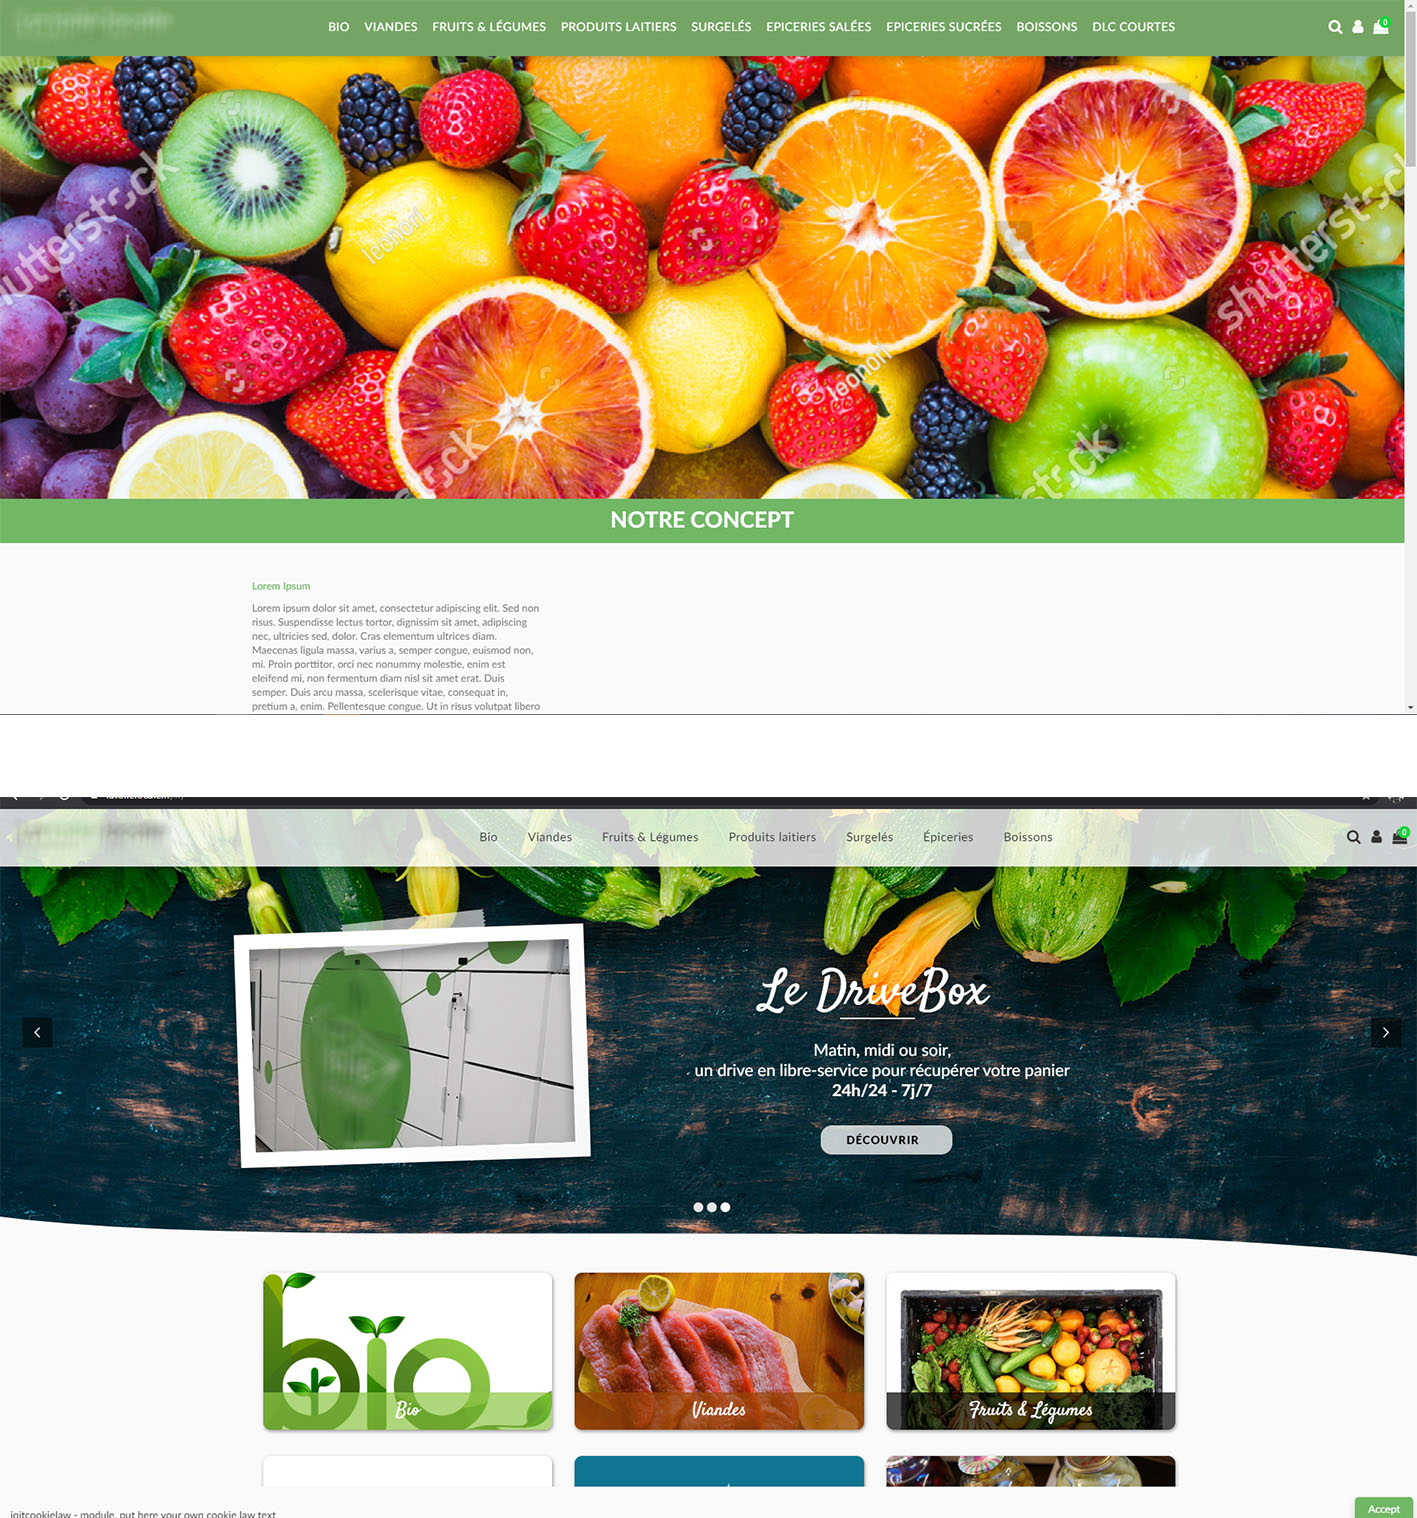 BIO VIANDES FRUITS & LÉGUMES PRODUITS LAITIERS SURGELÉS EPICERIES SALÉES EPICERIES SUCRÉES BOISSONS DLC COURTES
0
shutterstock
leonori
shutterstock
leonori
NOTRE CONCEPT
Lorem Ipsum
Lorem ipsum dolor sit amet, consectetur adipiscing elit. Sed non
risus. Suspendisse lectus tortor, dignissim sit amet, adipiscing
nec, ultricies sed, dolor. Cras elementum ultrices diam.
Maecenas ligula massa, varius a, semper congue, euismod non,
mi. Proin porttitor, orci nec nonummy molestie, enim est
eleifend mi, non fermentum diam nisl sit amet erat. Duis
semper. Duis arcu massa, scelerisque vitae, consequat in,
pretium a, enim. Pellentesque congue. Ut in risus volutpat libero
Bio Viandes Fruits & Légumes Produits laitiers Surgelés Épiceries Boissons
0
Le DriveBox
Matin, midi ou soir,
un drive en libre-service pour récupérer votre panier
24h/24 - 7j/7
DÉCOUVRIR
bio
Bio
Viandes
Fruits & Légumes
iqitcookielaw - module, put here your own cookie law text
Accept